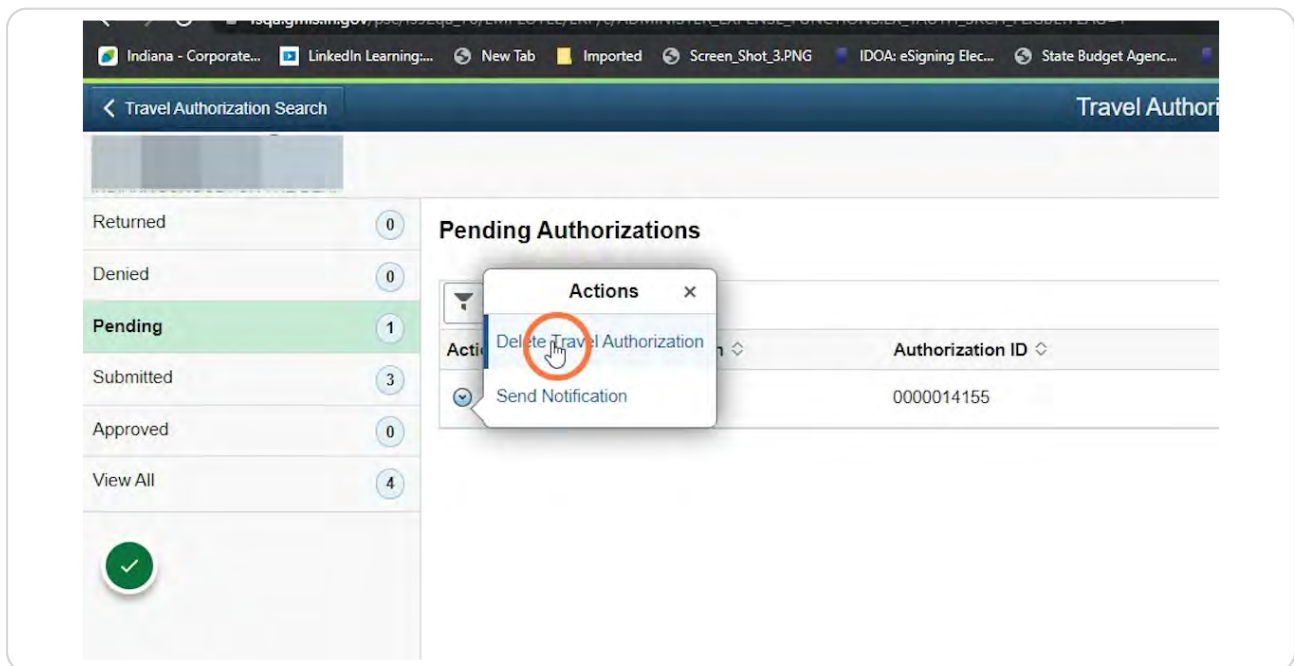 Indiana - Corporate... LinkedIn Learning:... New Tab Imported Screen_Shot_3.PNG IDOA: eSigning Elec... State Budget Agenc...
Travel Authorization Search Travel Authori
Returned 0
Denied 0
Pending 1
Submitted 3
Approved 0
View All 4
Pending Authorizations
Actions ×
Delete Travel Authorization
Send Notification
Acti n Authorization ID
0000014155